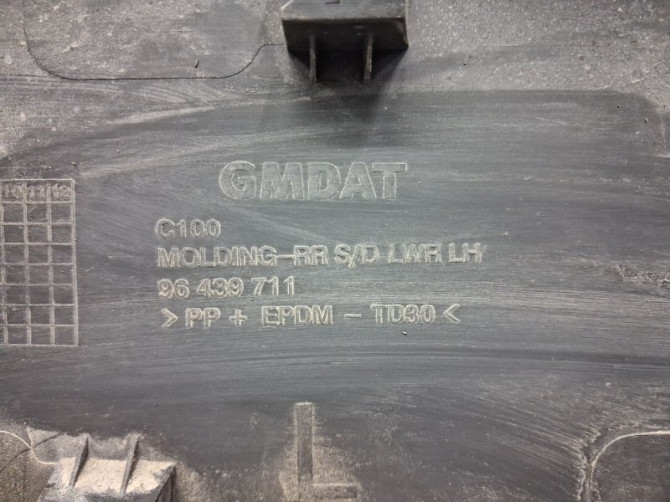 GMDAT
C100
MOLDING-RR S/D LWR LH
96 439 711
> PP + EPDM - TD30 <
L